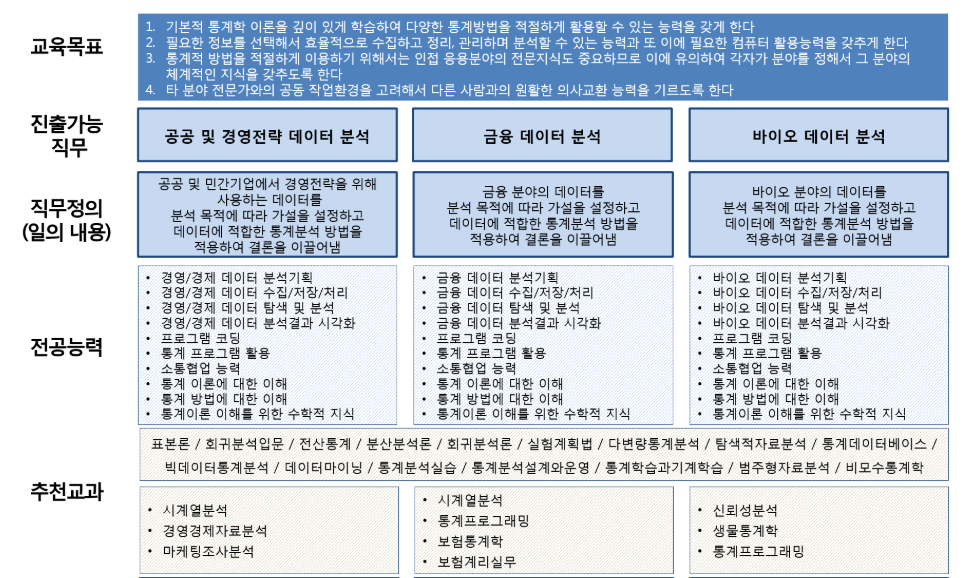 교육목표
1. 기본적 통계학 이론을 깊이 있게 학습하여 다양한 통계방법을 적절하게 활용할 수 있는 능력을 갖게 한다
2. 필요한 정보를 선택해서 효율적으로 수집하고 정리, 관리하며 분석할 수 있는 능력과 또 이에 필요한 컴퓨터 활용능력을 갖추게 한다
3. 통계적 방법을 적절하게 이용하기 위해서는 인접 응용분야의 전문지식도 중요하므로 이에 유의하여 각자가 분야를 정해서 그 분야의
체계적인 지식을 갖추도록 한다
4. 타 분야 전문가와의 공동 작업환경을 고려해서 다른 사람과의 원활한 의사교환 능력을 기르도록 한다
진출가능
직무
공공 및 경영전략 데이터 분석
금융 데이터 분석
바이오 데이터 분석
직무정의
(일의 내용)
공공 및 민간기업에서 경영전략을 위해
사용하는 데이터를
분석 목적에 따라 가설을 설정하고
데이터에 적합한 통계분석 방법을
적용하여 결론을 이끌어냄
금융 분야의 데이터를
분석 목적에 따라 가설을 설정하고
데이터에 적합한 통계분석 방법을
적용하여 결론을 이끌어냄
바이오 분야의 데이터를
분석 목적에 따라 가설을 설정하고
데이터에 적합한 통계분석 방법을
적용하여 결론을 이끌어냄
전공능력
• 경영/경제 데이터 분석기획
• 경영/경제 데이터 수집/저장/처리
• 경영/경제 데이터 탐색 및 분석
• 경영/경제 데이터 분석결과 시각화
• 프로그램 코딩
• 통계 프로그램 활용
• 소통협업 능력
• 통계 이론에 대한 이해
• 통계 방법에 대한 이해
• 통계이론 이해를 위한 수학적 지식
• 금융 데이터 분석기획
• 금융 데이터 수집/저장/처리
• 금융 데이터 탐색 및 분석
• 금융 데이터 분석결과 시각화
• 프로그램 코딩
• 통계 프로그램 활용
• 소통협업 능력
• 통계 이론에 대한 이해
• 통계 방법에 대한 이해
• 통계이론 이해를 위한 수학적 지식
• 바이오 데이터 분석기획
• 바이오 데이터 수집/저장/처리
• 바이오 데이터 탐색 및 분석
• 바이오 데이터 분석결과 시각화
• 프로그램 코딩
• 통계 프로그램 활용
• 소통협업 능력
• 통계 이론에 대한 이해
• 통계 방법에 대한 이해
• 통계이론 이해를 위한 수학적 지식
추천교과
표본론 / 회귀분석입문 / 전산통계 / 분산분석론 / 회귀분석론 / 실험계획법 / 다변량통계분석 / 탐색적자료분석 / 통계데이터베이스 /
빅데이터통계분석 / 데이터마이닝 / 통계분석실습 / 통계분석설계와운영 / 통계학습과기계학습 / 범주형자료분석 / 비모수통계학
• 시계열분석
• 경영경제자료분석
• 마케팅조사분석
• 시계열분석
• 통계프로그래밍
• 보험통계학
• 보험계리실무
• 신뢰성분석
• 생물통계학
• 통계프로그래밍